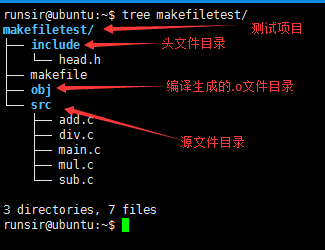 runsir@ubuntu:~$ tree makefiletest/
makefiletest/ 测试项目
├── include 头文件目录
│   └── head.h
├── makefile
├── obj 编译生成的.o文件目录
└── src 源文件目录
    ├── add.c
    ├── div.c
    ├── main.c
    ├── mul.c
    └── sub.c
3 directories, 7 files
runsir@ubuntu:~$